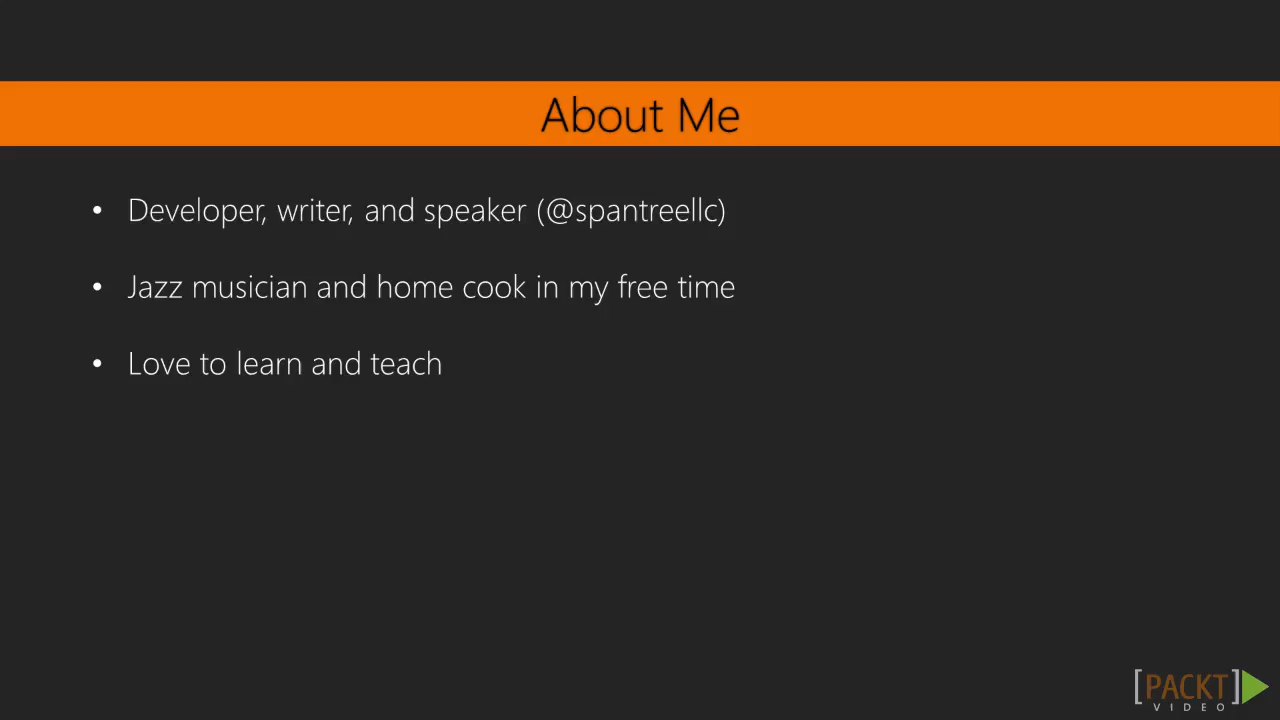 About Me
• Developer, writer, and speaker (@spantreellc)
• Jazz musician and home cook in my free time
• Love to learn and teach
[PACKT]
VIDEO